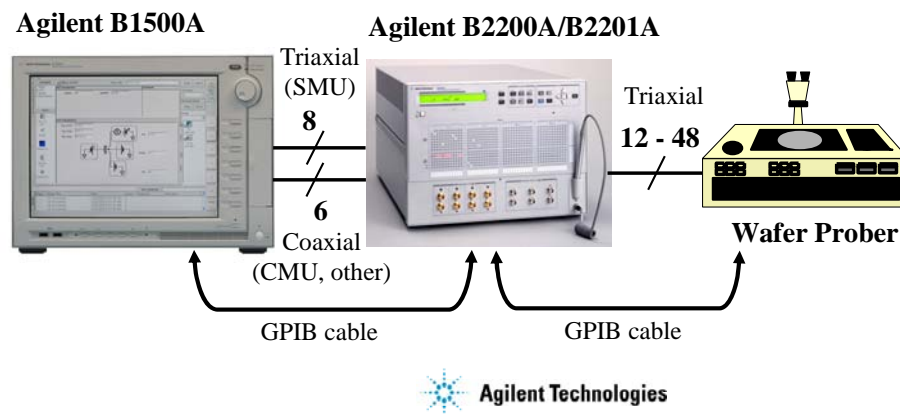 Agilent B1500A
Agilent B2200A/B2201A
Triaxial
(SMU)
8
6
Coaxial
(CMU, other)
Triaxial
12 - 48
Wafer Prober
GPIB cable
GPIB cable
Agilent Technologies